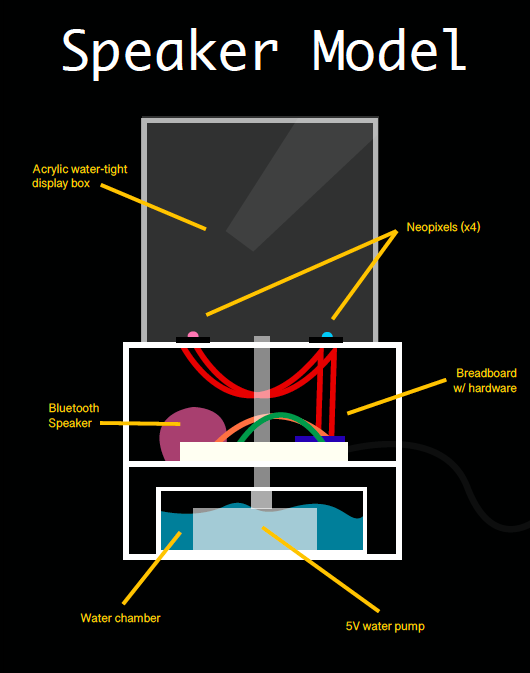 Speaker Model
Acrylic water-tight
display box
Neopixels (x4)
Breadboard
w/ hardware
Bluetooth
Speaker
Water chamber
5V water pump